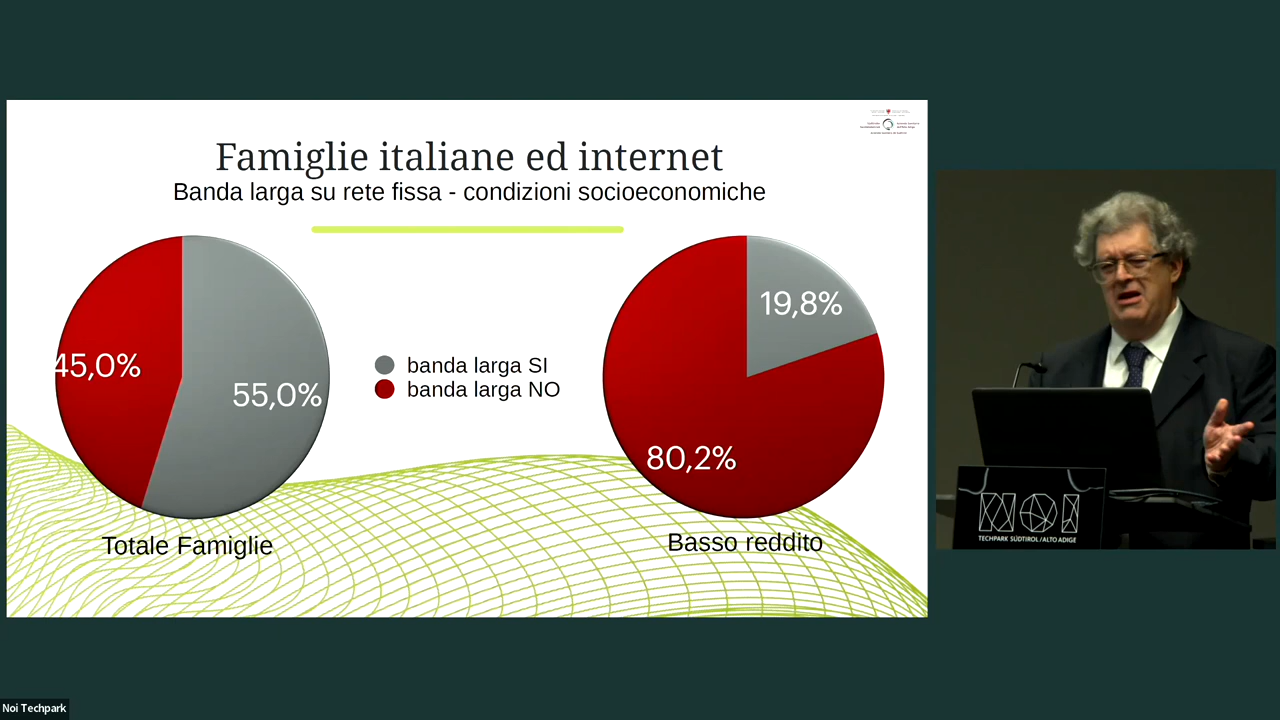 Famiglie italiane ed internet
Banda larga su rete fissa - condizioni socioeconomiche
45,0%
55,0%
banda larga SI
banda larga NO
19,8%
80,2%
Totale Famiglie
Basso reddito
NOI
TECHPARK SÜDTIROL/ALTO ADIGE
Noi Techpark